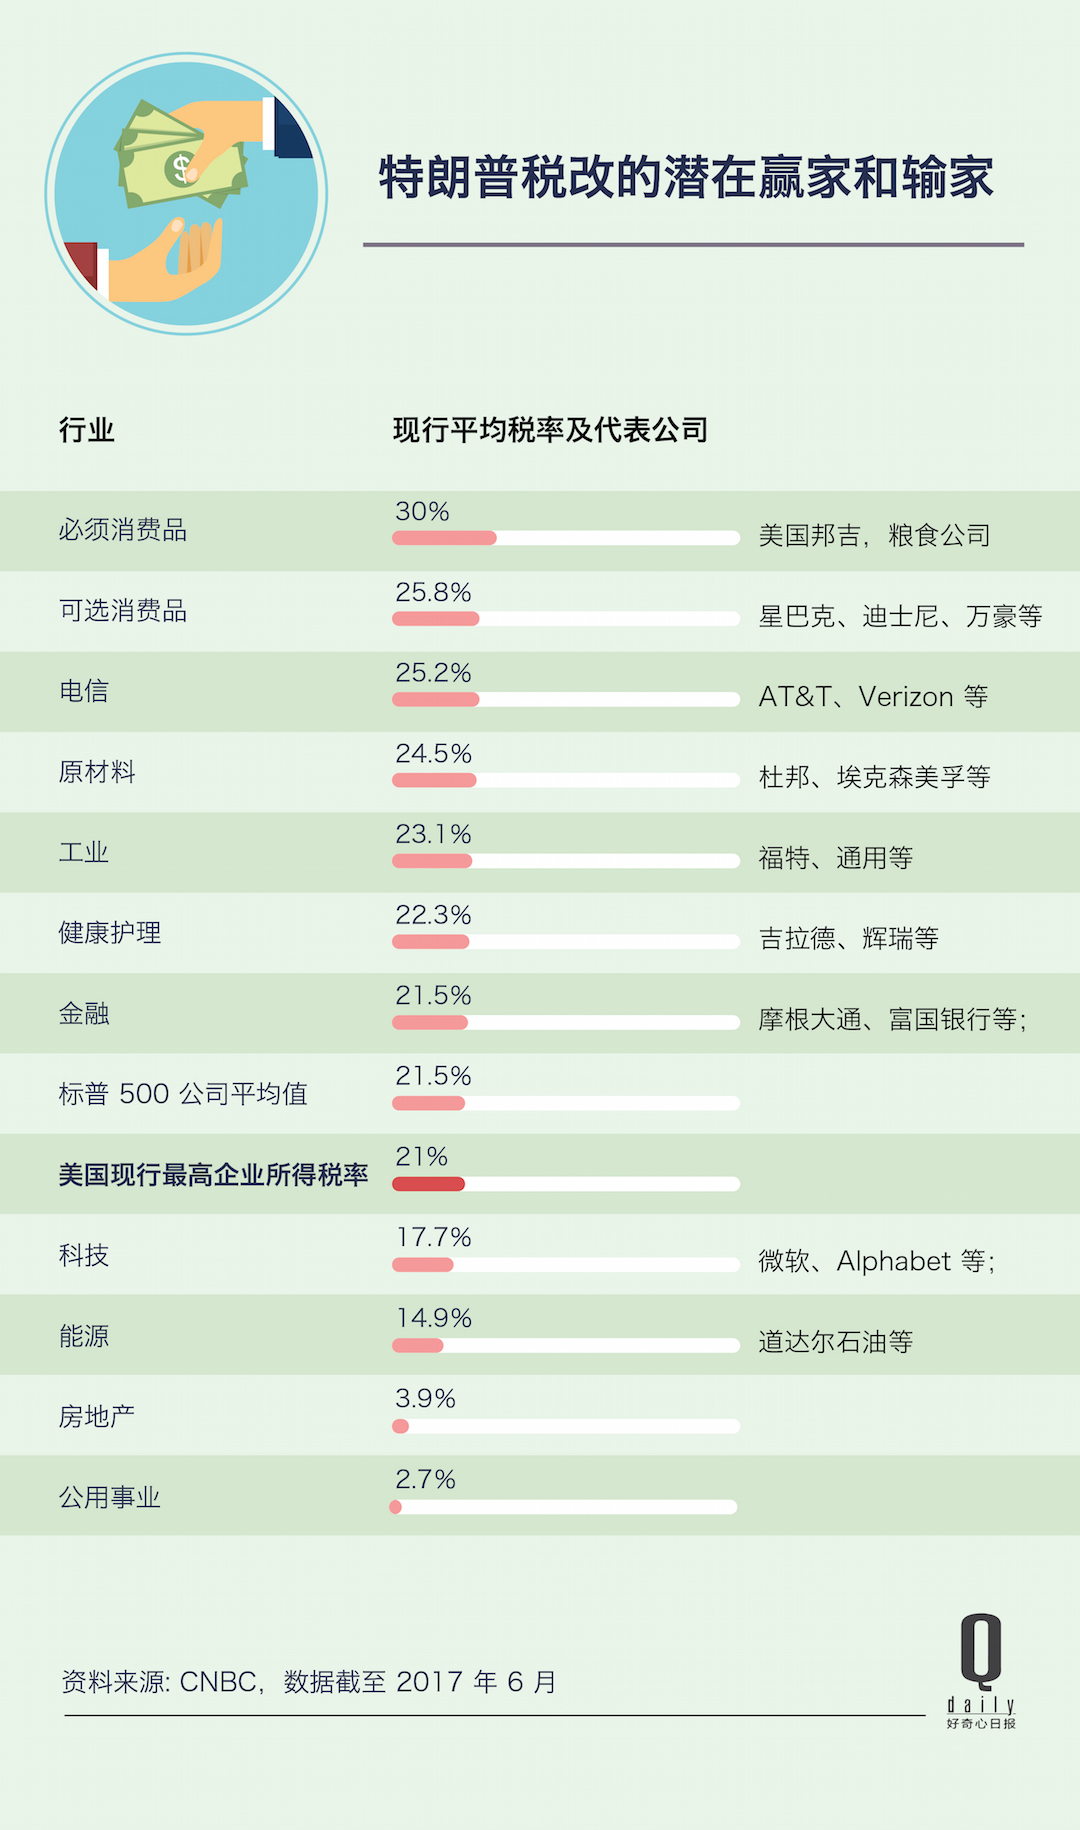 $
特朗普税改的潜在赢家和输家
行业 现行平均税率及代表公司
必须消费品 30% 美国邦吉，粮食公司
可选消费品 25.8% 星巴克、迪士尼、万豪等
电信 25.2% AT&T、Verizon 等
原材料 24.5% 杜邦、埃克森美孚等
工业 23.1% 福特、通用等
健康护理 22.3% 吉拉德、辉瑞等
金融 21.5% 摩根大通、富国银行等；
标普 500 公司平均值 21.5%
美国现行最高企业所得税率 21%
科技 17.7% 微软、Alphabet 等；
能源 14.9% 道达尔石油等
房地产 3.9%
公用事业 2.7%
资料来源: CNBC，数据截至 2017 年 6 月
Q
daily
好奇心日报